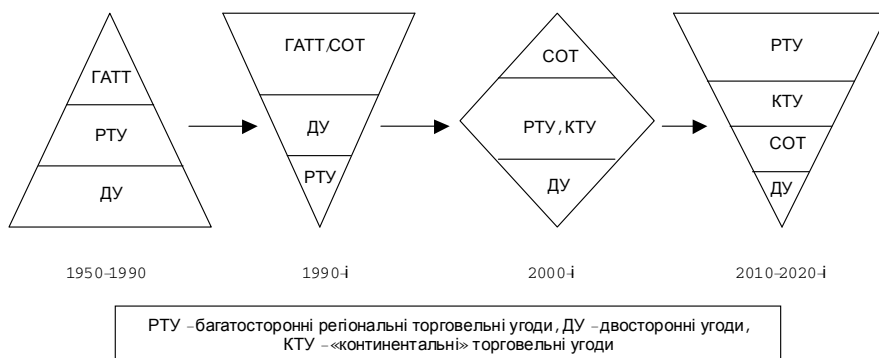 ГАТТ
РТУ
ДУ
ГАТТ/СОТ
ДУ
РТУ
СОТ
РТУ, КТУ
ДУ
РТУ
КТУ
СОТ
ДУ
1950-1990
1990-і
2000-і
2010-2020-і
РТУ –багатосторонні регіональні торговельні угоди, ДУ –двосторонні угоди,
КТУ –«континентальні» торговельні угоди